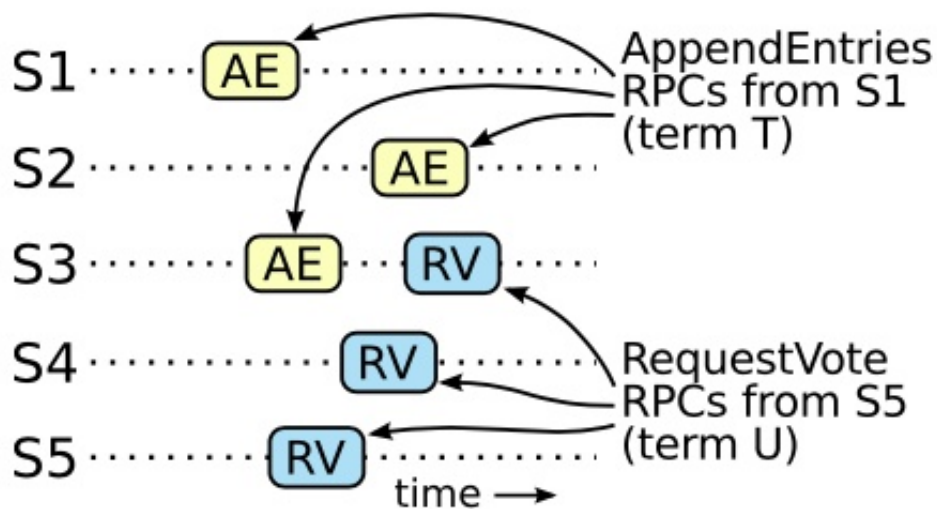 S1 AE
AppendEntries
RPCs from S1
(term T)
S2 AE
S3 AE RV
S4 RV
RequestVote
RPCs from S5
(term U)
S5 RV
time